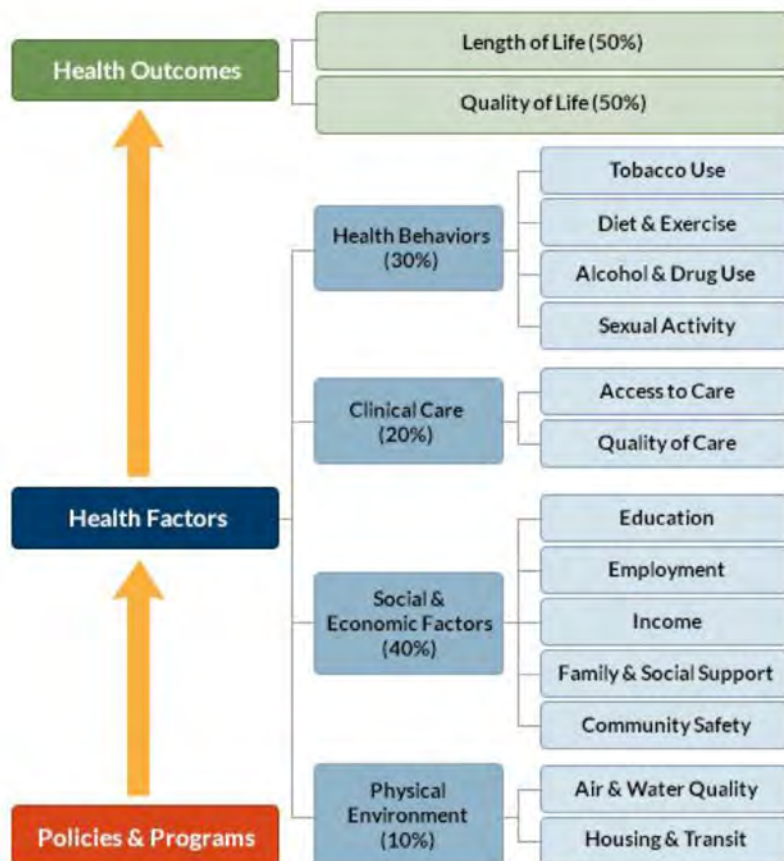 Health Outcomes
Length of Life (50%)
Quality of Life (50%)
Health Factors
Health Behaviors
(30%)
Tobacco Use
Diet & Exercise
Alcohol & Drug Use
Sexual Activity
Clinical Care
(20%)
Access to Care
Quality of Care
Social &
Economic Factors
(40%)
Education
Employment
Income
Family & Social Support
Community Safety
Physical
Environment
(10%)
Air & Water Quality
Housing & Transit
Policies & Programs